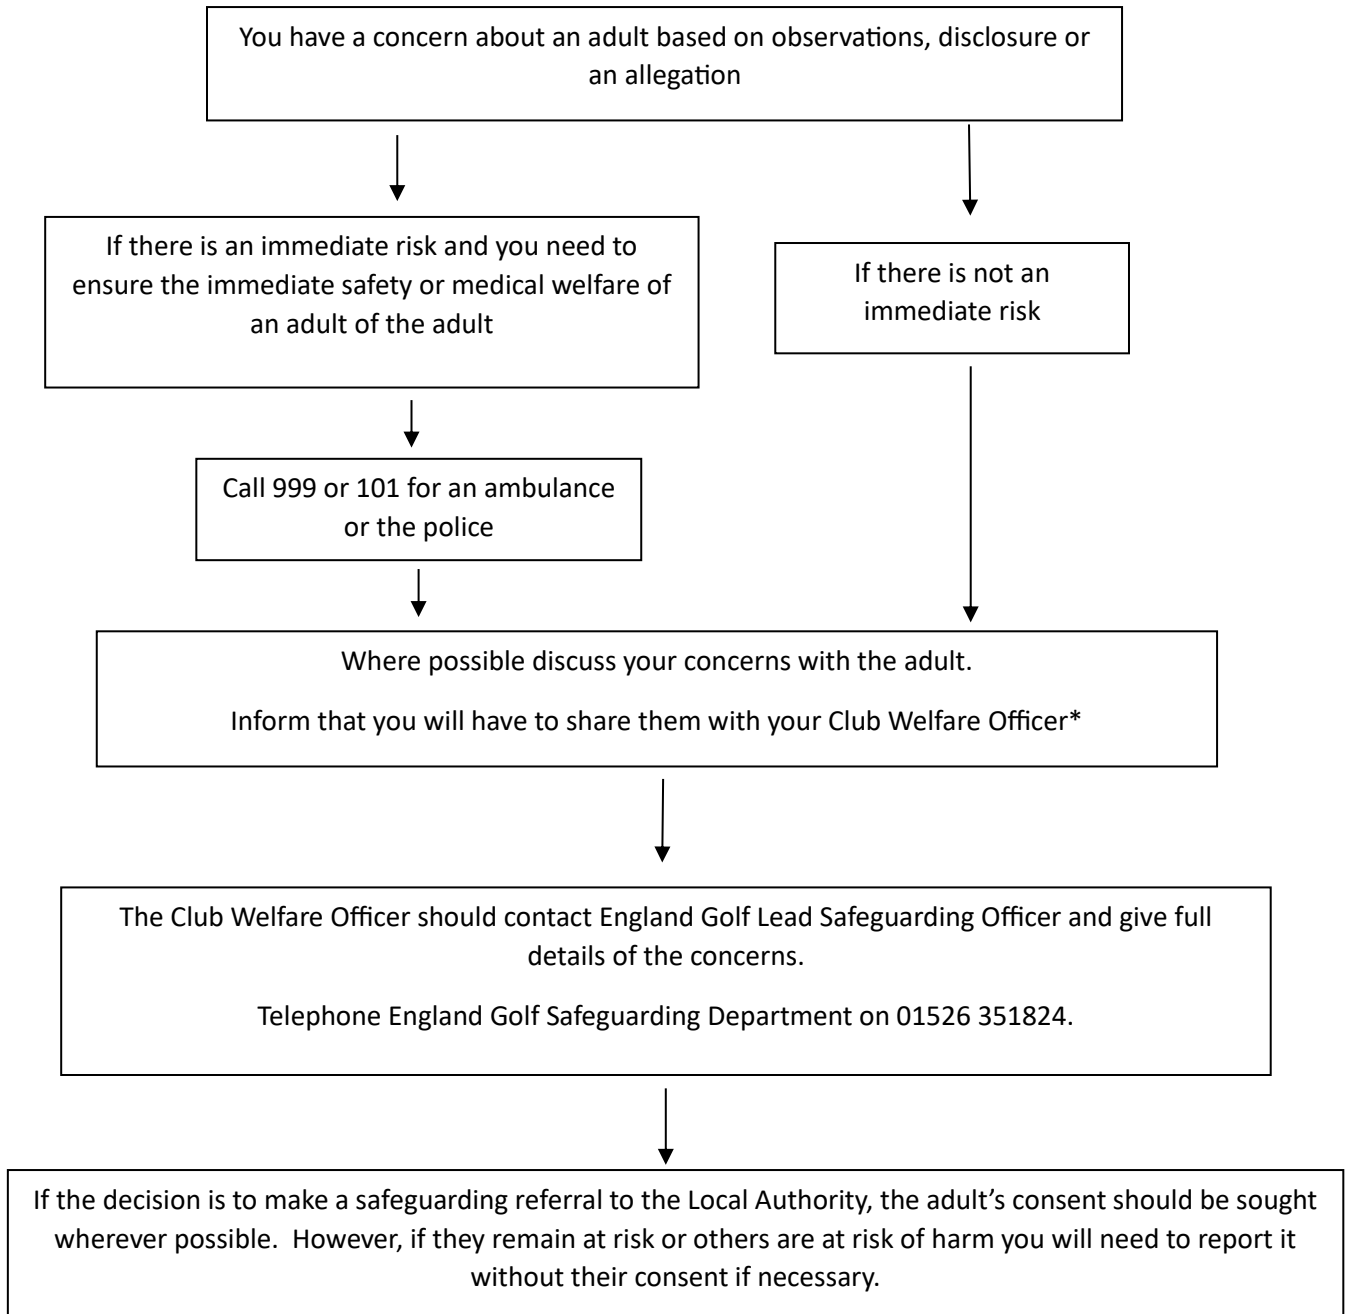 You have a concern about an adult based on observations, disclosure or
an allegation
If there is an immediate risk and you need to
ensure the immediate safety or medical welfare of
an adult of the adult
If there is not an
immediate risk
Call 999 or 101 for an ambulance
or the police
Where possible discuss your concerns with the adult.
Inform that you will have to share them with your Club Welfare Officer*
The Club Welfare Officer should contact England Golf Lead Safeguarding Officer and give full
details of the concerns.
Telephone England Golf Safeguarding Department on 01526 351824.
If the decision is to make a safeguarding referral to the Local Authority, the adult’s consent should be sought
wherever possible.  However, if they remain at risk or others are at risk of harm you will need to report it
without their consent if necessary.